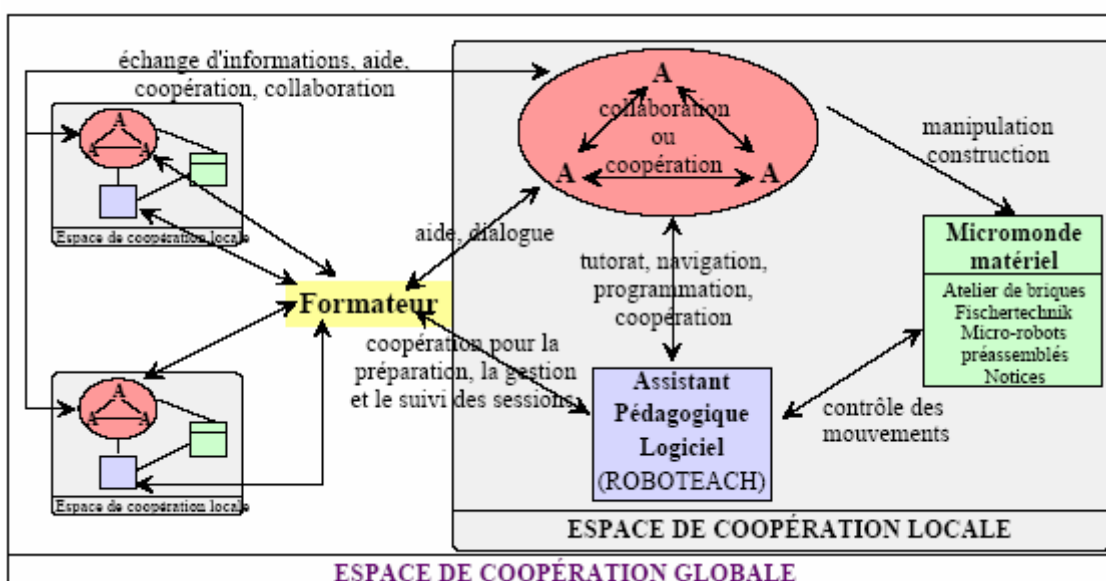 échange d'informations, aide,
coopération, collaboration
A
A
A
Espace de coopération locale
A
collaboration
ou
coopération
A
A
manipulation
construction
aide, dialogue
Formateur
tutorat, navigation,
programmation,
coopération
Micromonde
matériel
Atelier de briques
Fischertechnik
Micro-robots
préassemblés
Notices
coopération pour la
préparation, la gestion
et le suivi des sessions
Assistant
Pédagogique
Logiciel
(ROBOTEACH)
contrôle des
mouvements
A
A
A
Espace de coopération locale
ESPACE DE COOPÉRATION LOCALE
ESPACE DE COOPÉRATION GLOBALE